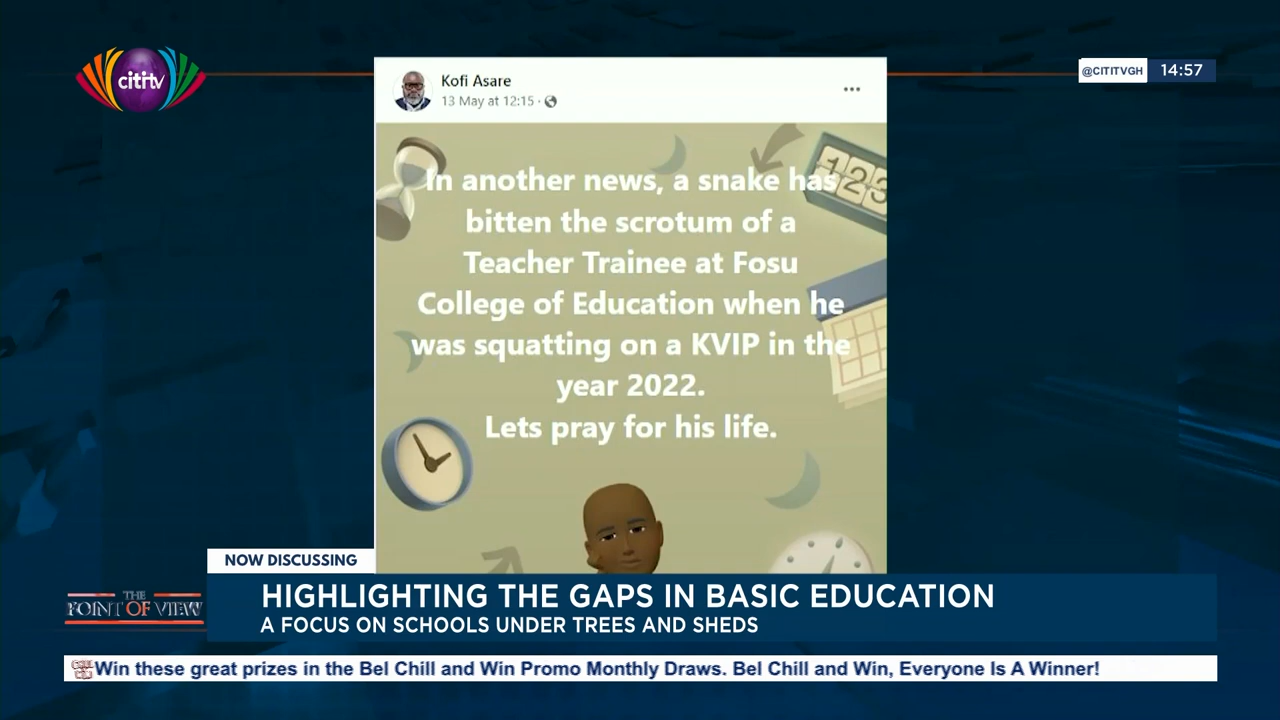 citi tv
@CITITVGH
14:57
Kofi Asare
13 May at 12:15 ·
In another news, a snake has
bitten the scrotum of a
Teacher Trainee at Fosu
College of Education when he
was squatting on a KVIP in the
year 2022.
Lets pray for his life.
123
NOW DISCUSSING
THE
POINT OF VIEW
HIGHLIGHTING THE GAPS IN BASIC EDUCATION
A FOCUS ON SCHOOLS UNDER TREES AND SHEDS
Win these great prizes in the Bel Chill and Win Promo Monthly Draws. Bel Chill and Win, Everyone Is A Winner!